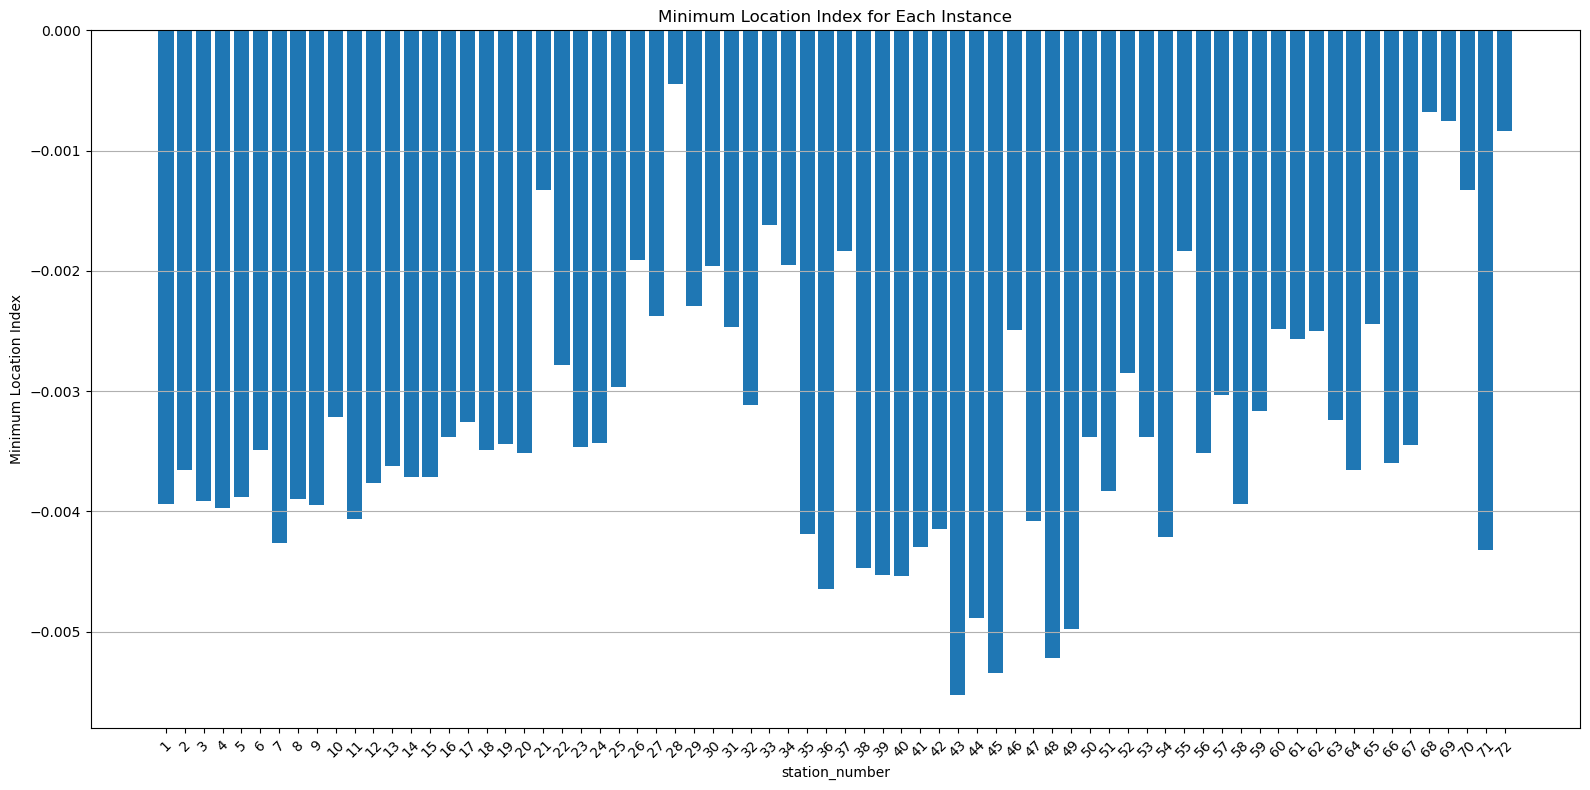 Minimum Location Index for Each Instance
0.000
−0.001
−0.002
−0.003
−0.004
−0.005
Minimum Location Index
1 2 3 4 5 6 7 8 9 10 11 12 13 14 15 16 17 18 19 20 21 22 23 24 25 26 27 28 29 30 31 32 33 34 35 36 37 38 39 40 41 42 43 44 45 46 47 48 49 50 51 52 53 54 55 56 57 58 59 60 61 62 63 64 65 66 67 68 69 70 71 72
station_number